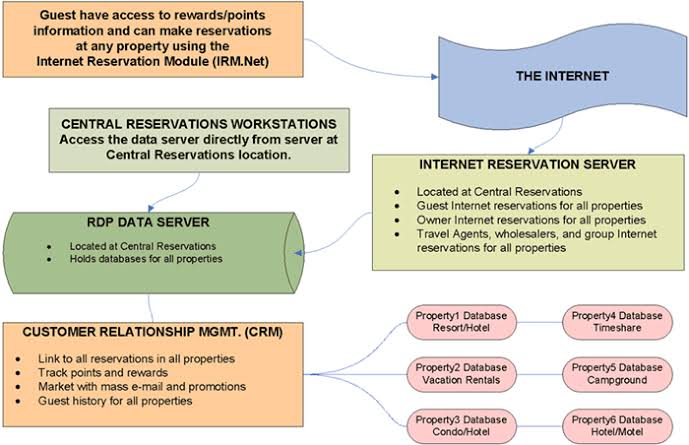 Guest have access to rewards/points
information and can make reservations
at any property using the
Internet Reservation Module (IRM.Net)
THE INTERNET
CENTRAL RESERVATIONS WORKSTATIONS
Access the data server directly from server at
Central Reservations location.
INTERNET RESERVATION SERVER
• Located at Central Reservations
• Guest Internet reservations for all properties
• Owner Internet reservations for all properties
• Travel Agents, wholesalers, and group Internet
reservations for all properties
RDP DATA SERVER
• Located at Central Reservations
• Holds databases for all properties
CUSTOMER RELATIONSHIP MGMT. (CRM)
• Link to all reservations in all properties
• Track points and rewards
• Market with mass e-mail and promotions
• Guest history for all properties
Property1 Database
Resort/Hotel
Property4 Database
Timeshare
Property2 Database
Vacation Rentals
Property5 Database
Campground
Property3 Database
Condo/Hotel
Property6 Database
Hotel/Motel